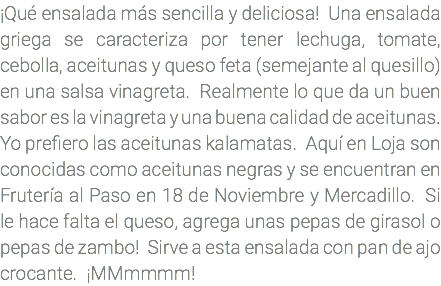 ¡Qué ensalada más sencilla y deliciosa!  Una ensalada
griega se caracteriza por tener lechuga, tomate,
cebolla, aceitunas y queso feta (semejante al quesillo)
en una salsa vinagreta.  Realmente lo que da un buen
sabor es la vinagreta y una buena calidad de aceitunas.
Yo prefiero las aceitunas kalamatas.  Aquí en Loja son
conocidas como aceitunas negras y se encuentran en
Frutería al Paso en 18 de Noviembre y Mercadillo.  Si
le hace falta el queso, agrega unas pepas de girasol o
pepas de zambo!  Sirve a esta ensalada con pan de ajo
crocante.  ¡MMmmmm!